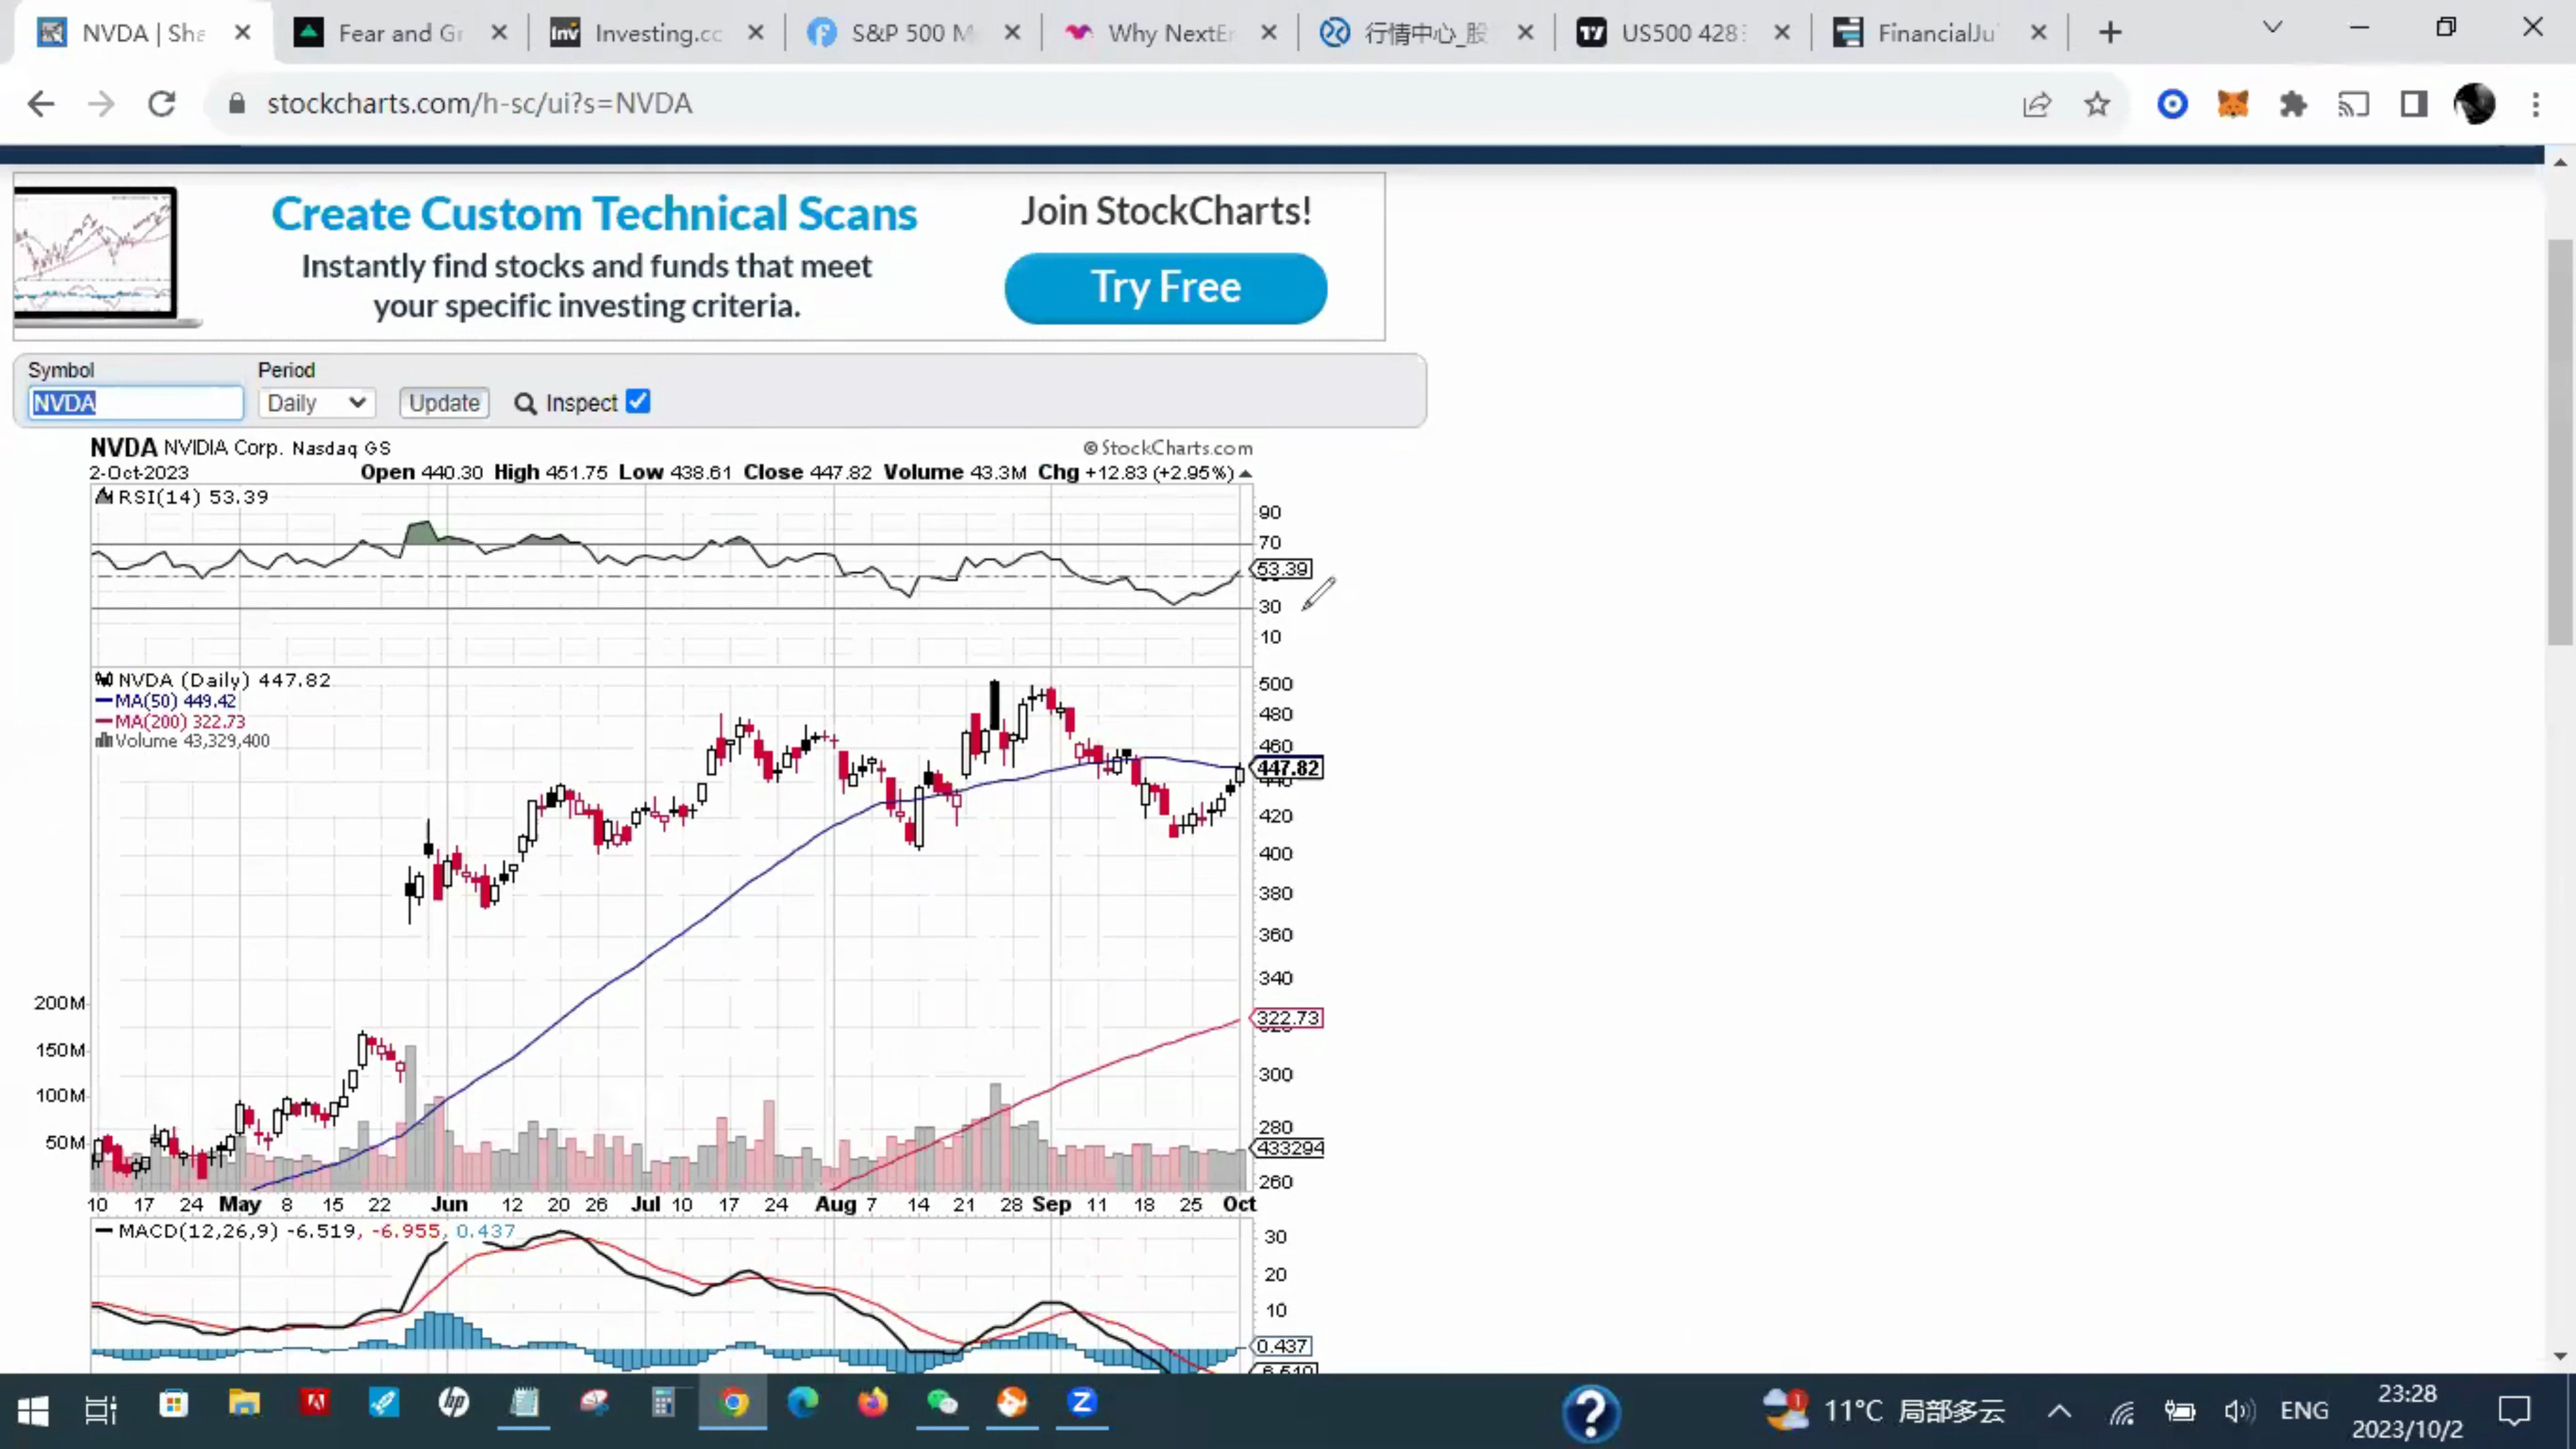 NVDA | Sha
Fear and Gr
Investing.cc
S&P 500 M
Why NextEr
行情中心_股
US500 428
FinancialJu
stockcharts.com/h-sc/ui?s=NVDA
Create Custom Technical Scans
Instantly find stocks and funds that meet
your specific investing criteria.
Join StockCharts!
Try Free
Symbol
Period
NVDA
Daily
Update
Inspect
NVDA NVIDIA Corp. Nasdaq GS
© StockCharts.com
2-Oct-2023
Open 440.30 High 451.75 Low 438.61 Close 447.82 Volume 43.3M Chg +12.83 (+2.95%)
RSI(14) 53.39
90
70
53.39
30
10
NVDA (Daily) 447.82
MA(50) 449.42
MA(200) 322.73
Volume 43,329,400
500
480
460
447.82
440
420
400
380
360
340
322.73
300
280
433294
260
200M
150M
100M
50M
10 17 24 May 8 15 22 Jun 12 20 26 Jul 10 17 24 Aug 7 14 21 28 Sep 11 18 25 Oct
MACD(12,26,9) -6.519, -6.955, 0.437
30
20
10
0.437
-6.519
11°C 局部多云
ENG
23:28
2023/10/2